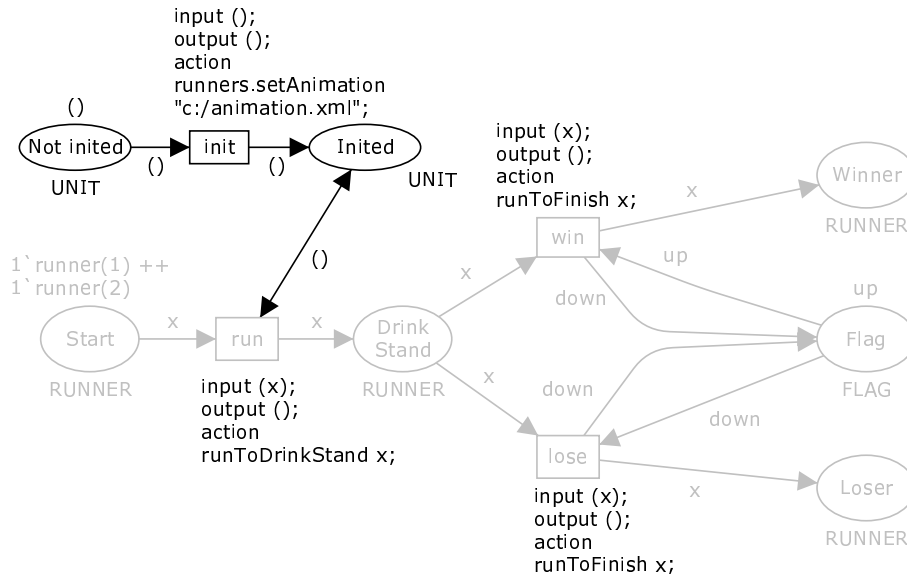 input ();
output ();
action
runners.setAnimation
"c:/animation.xml";
()
Not inited
()
init
()
Inited
UNIT
UNIT
input (x);
output ();
action
runToFinish x;
Winner
x
RUNNER
win
()
up
x
down
up
1`runner(1) ++
1`runner(2)
Start
x
run
x
Drink
Stand
Flag
RUNNER
RUNNER
FLAG
x
down
down
input (x);
output ();
action
runToDrinkStand x;
lose
x
Loser
RUNNER
input (x);
output ();
action
runToFinish x;